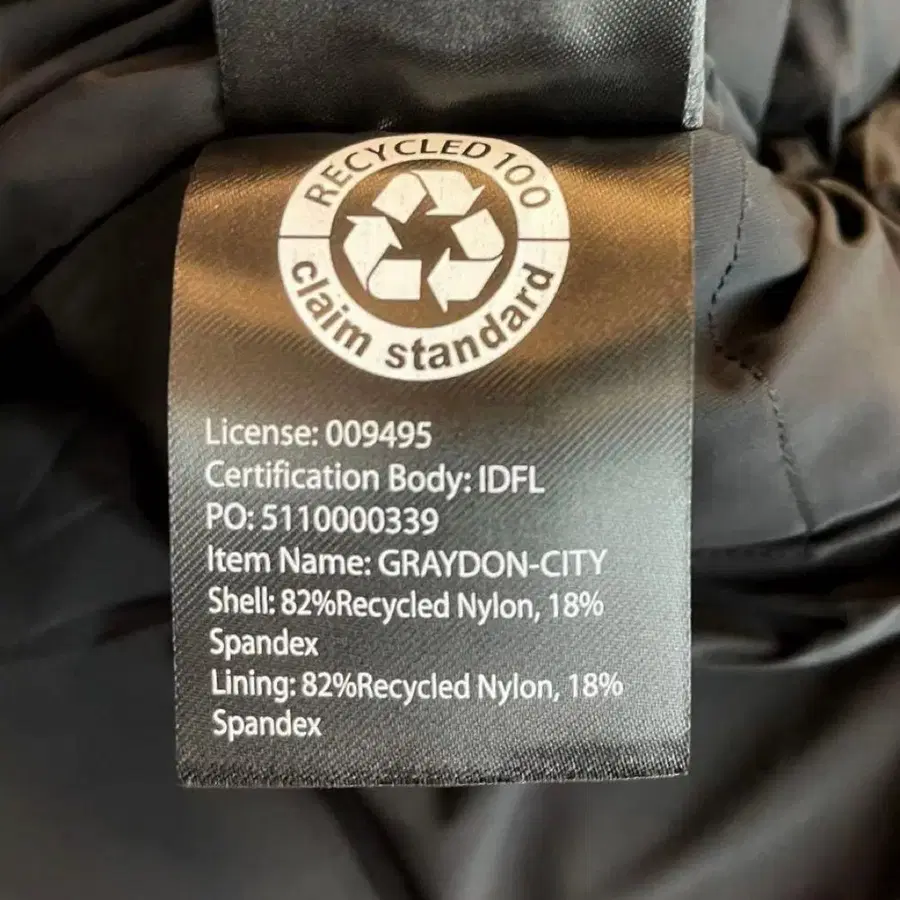 RECYCLED 100
claim standard
License: 009495
Certification Body: IDFL
PO: 5110000339
Item Name: GRAYDON-CITY
Shell: 82%Recycled Nylon, 18%
Spandex
Lining: 82%Recycled Nylon, 18%
Spandex